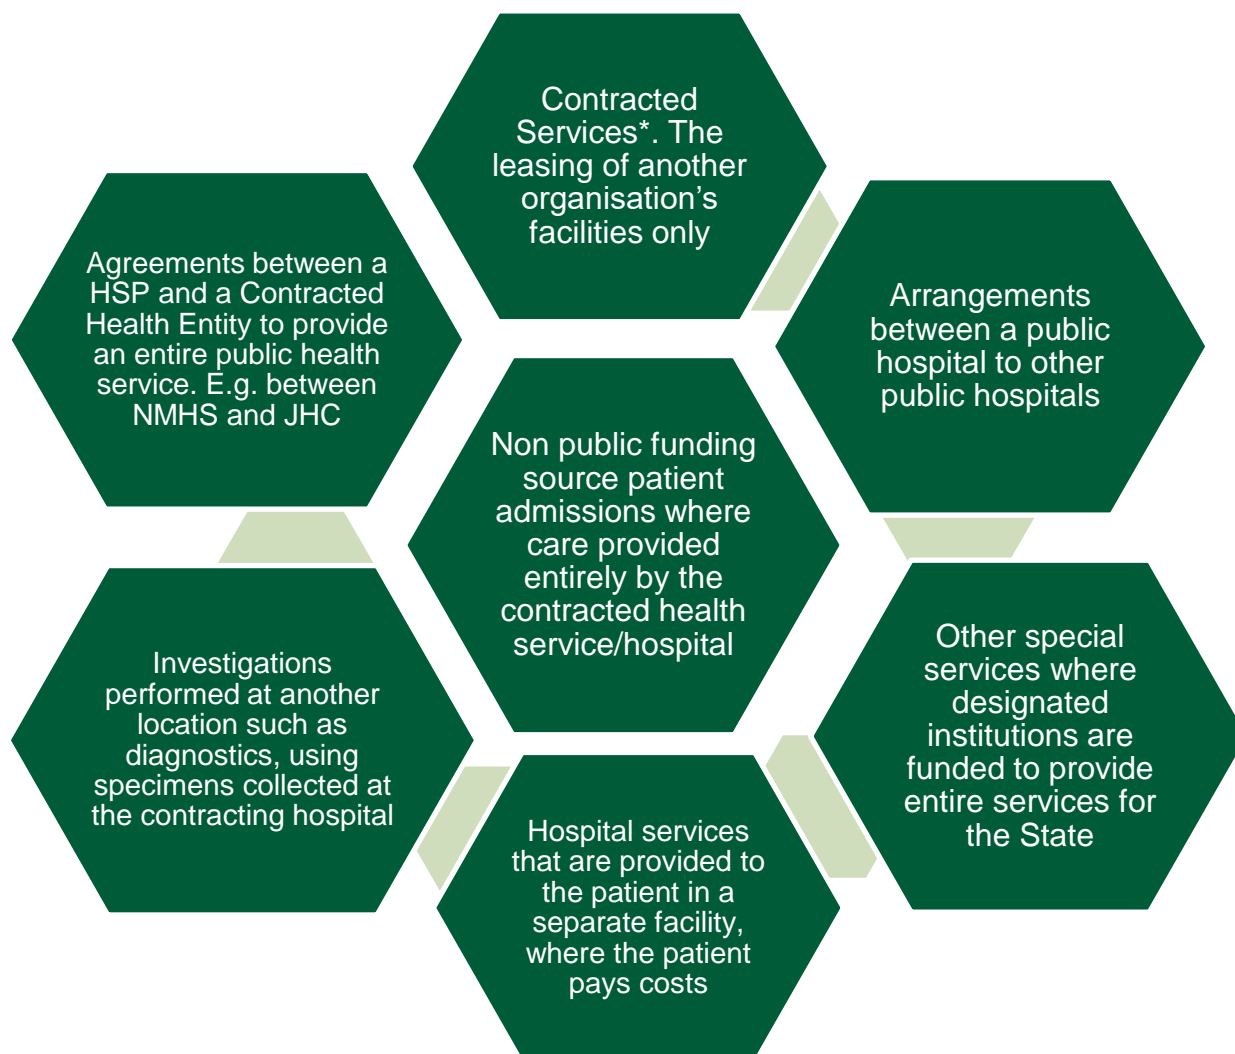 Contracted
Services*. The
leasing of another
organisation’s
facilities only
Arrangements
between a public
hospital to other
public hospitals
Other special
services where
designated
institutions are
funded to provide
entire services for
the State
Hospital services
that are provided to
the patient in a
separate facility,
where the patient
pays costs
Investigations
performed at another
location such as
diagnostics, using
specimens collected at
the contracting hospital
Agreements between a
HSP and a Contracted
Health Entity to provide
an entire public health
service. E.g. between
NMHS and JHC
Non public funding
source patient
admissions where
care provided
entirely by the
contracted health
service/hospital